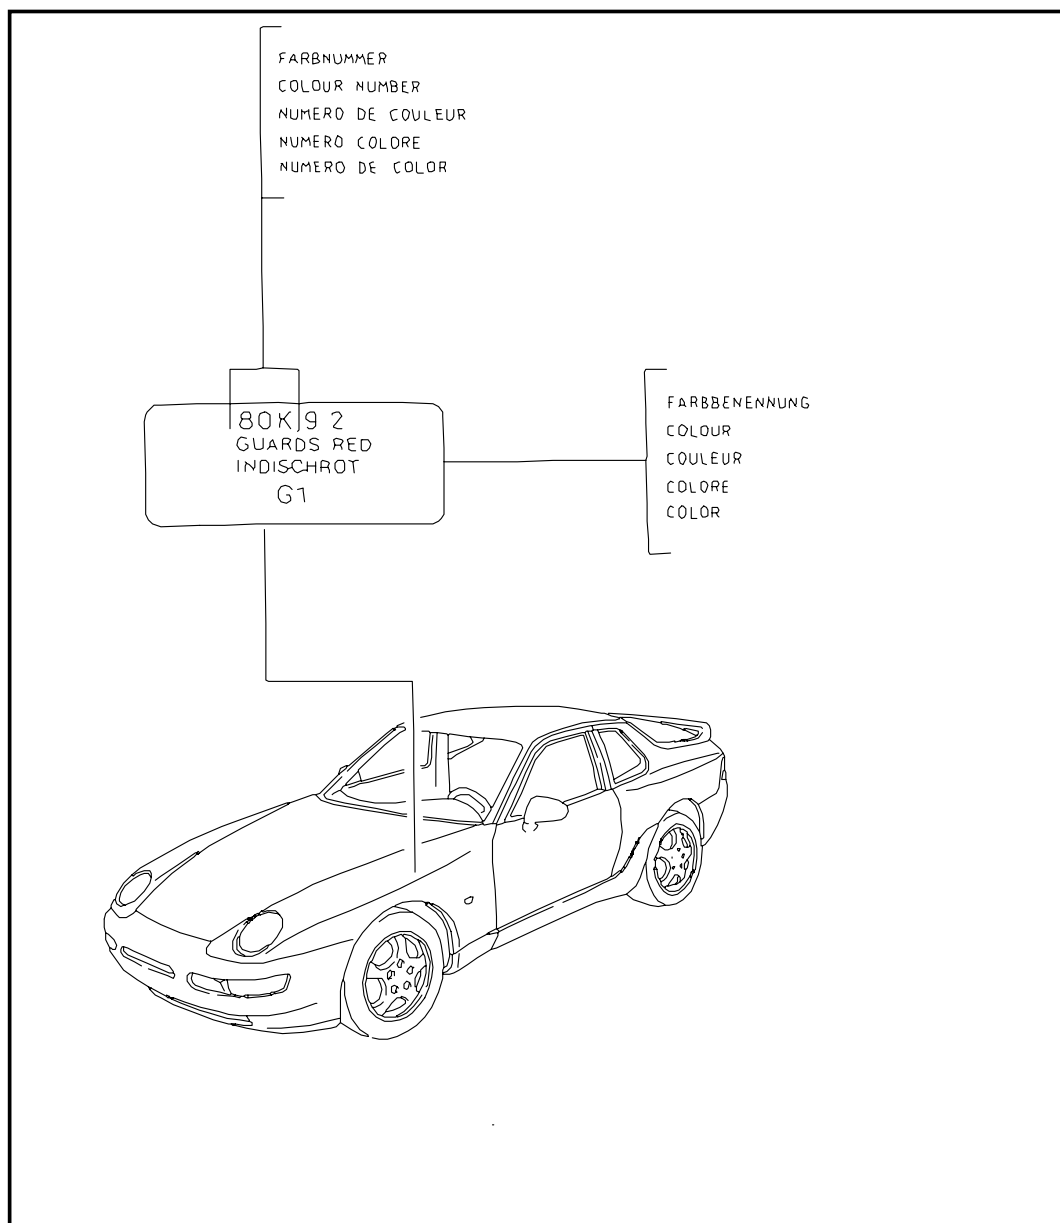 FARBNUMMER
COLOUR NUMBER
NUMERO DE COULEUR
NUMERO COLORE
NUMERO DE COLOR
80K 9 2
GUARDS RED
INDISCHROT
G1
FARBBENENNUNG
COLOUR
COULEUR
COLORE
COLOR